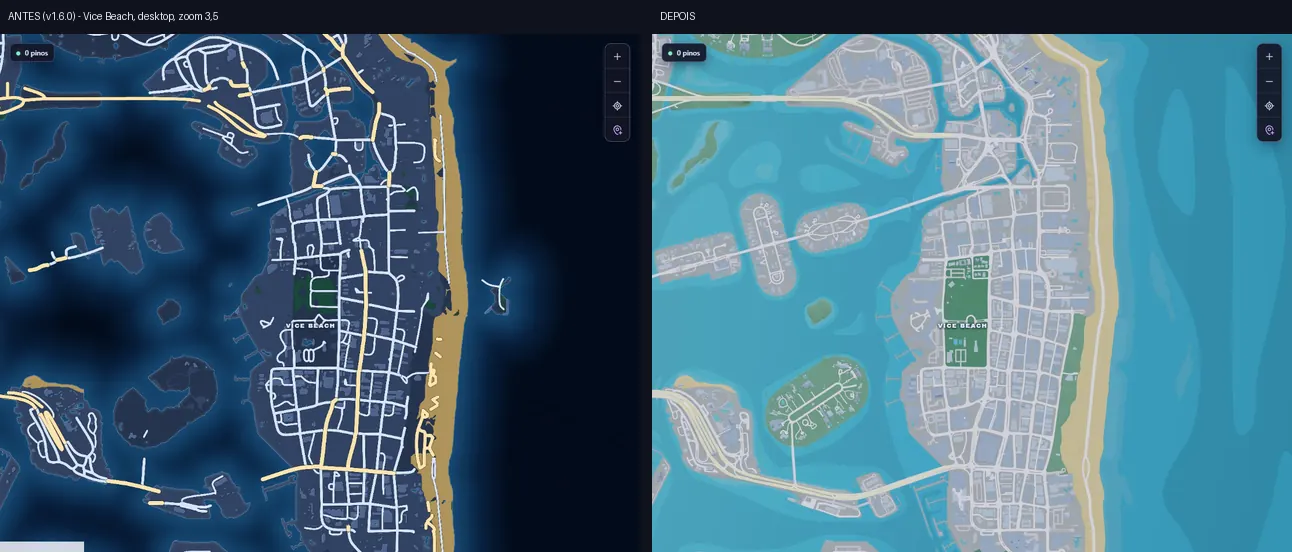 ANTES (v1.6.0) - Vice Beach, desktop, zoom 3,5
DEPOIS
0 pinos
0 pinos
VICE BEACH
VICE BEACH